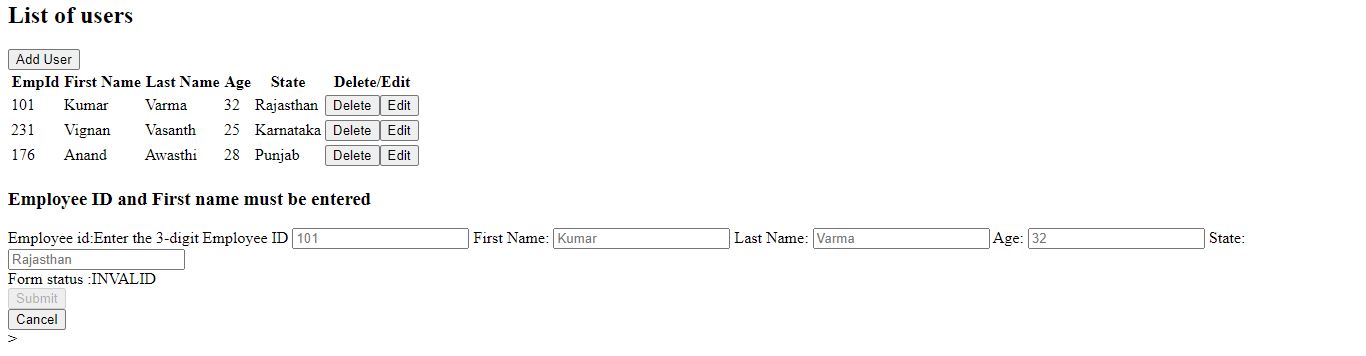 List of users
Add User
EmpId First Name Last Name Age State Delete/Edit
101 Kumar Varma 32 Rajasthan Delete Edit
231 Vignan Vasanth 25 Karnataka Delete Edit
176 Anand Awasthi 28 Punjab Delete Edit
Employee ID and First name must be entered
Employee id:Enter the 3-digit Employee ID 101 First Name: Kumar Last Name: Varma Age: 32 State:
Rajasthan
Form status :INVALID
Submit
Cancel
>